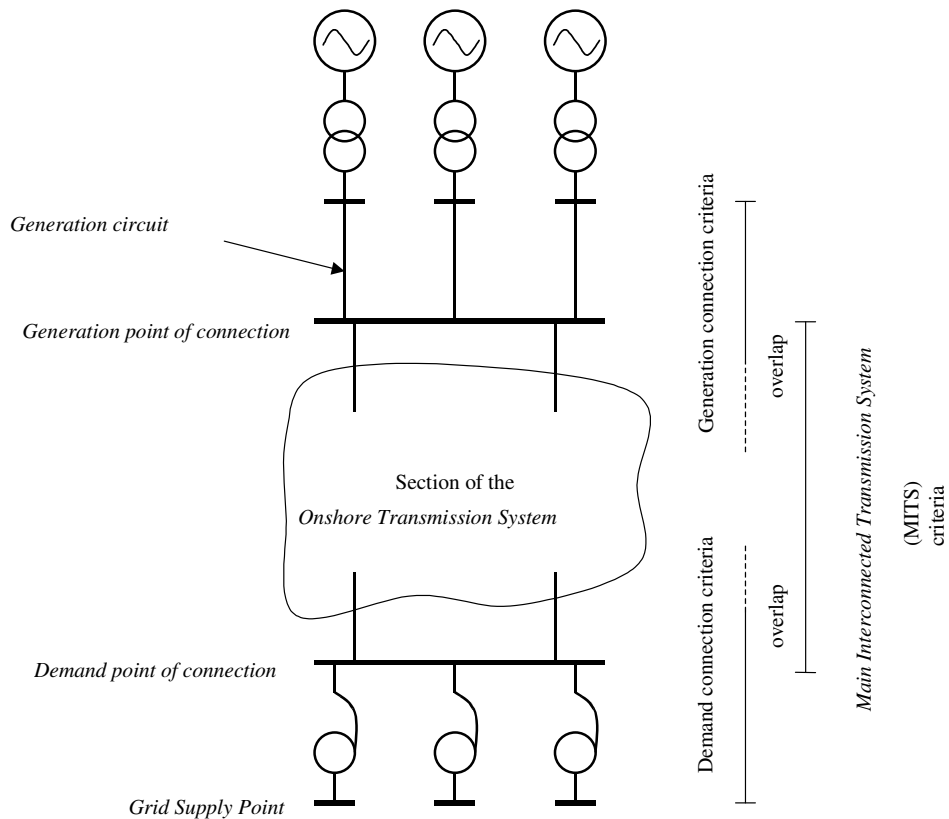 Generation circuit
Generation point of connection
Section of the
Onshore Transmission System
Demand point of connection
Grid Supply Point
Generation connection criteria
overlap
Demand connection criteria
overlap
Main Interconnected Transmission System
(MITS)
criteria